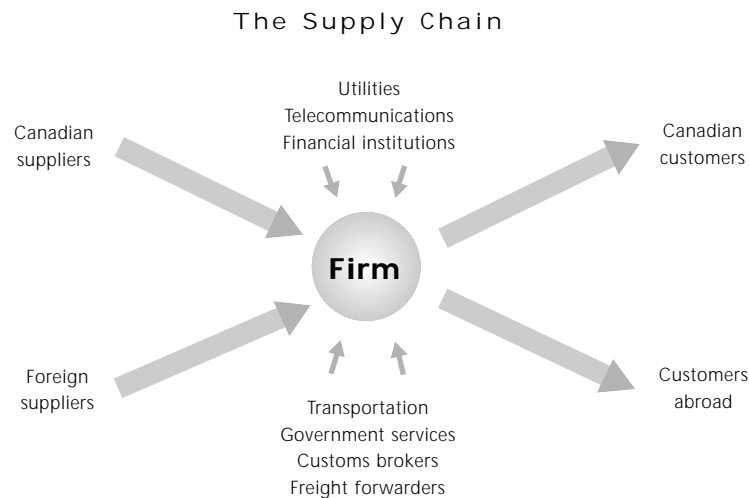 The Supply Chain
Utilities
Telecommunications
Financial institutions
Canadian
suppliers
Canadian
customers
Firm
Foreign
suppliers
Customers
abroad
Transportation
Government services
Customs brokers
Freight forwarders